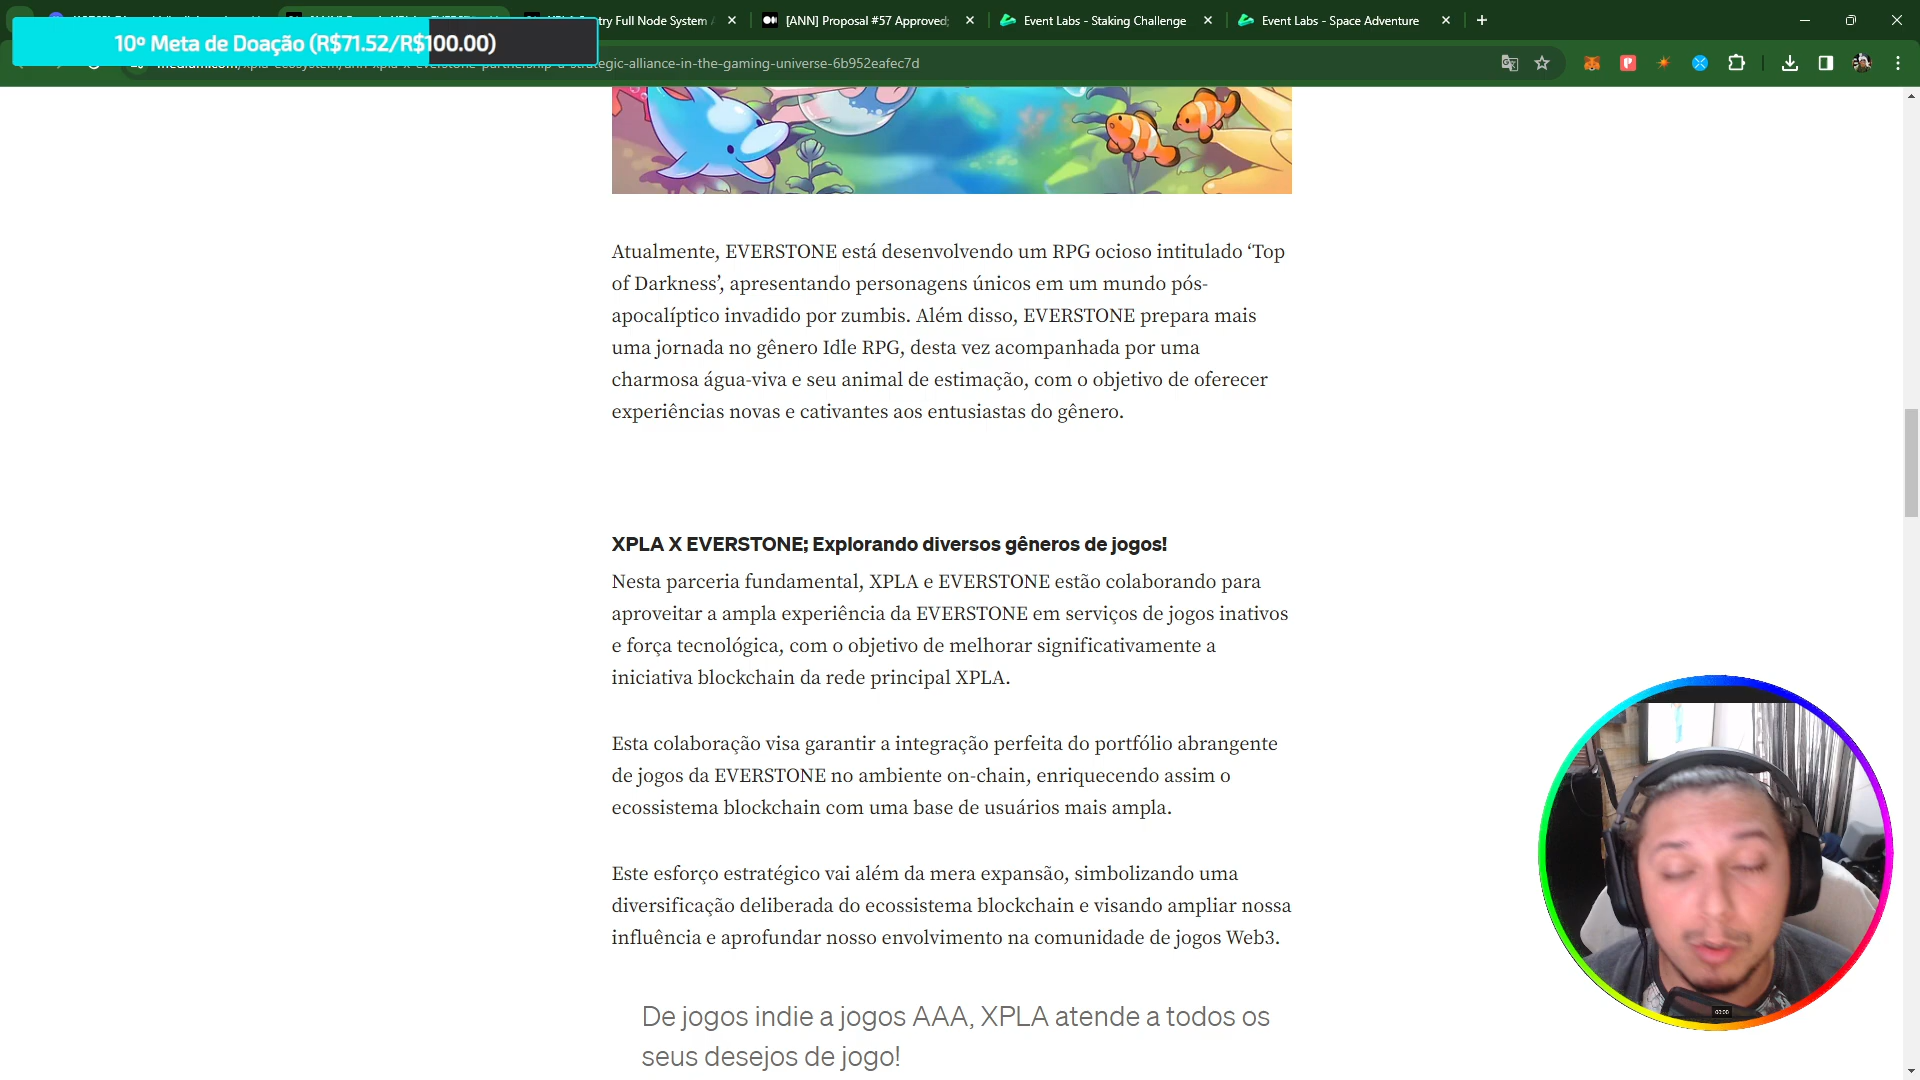 10º Meta de Doação (R$71.52/R$100.00)
try Full Node System
[ANN] Proposal #57 Approved;
Event Labs - Staking Challenge
Event Labs - Space Adventure
egic-alliance-in-the-gaming-universe-6b952eafec7d
Atualmente, EVERSTONE está desenvolvendo um RPG ocioso intitulado ‘Top
of Darkness’, apresentando personagens únicos em um mundo pós-
apocalíptico invadido por zumbis. Além disso, EVERSTONE prepara mais
uma jornada no gênero Idle RPG, desta vez acompanhada por uma
charmosa água-viva e seu animal de estimação, com o objetivo de oferecer
experiências novas e cativantes aos entusiastas do gênero.
XPLA X EVERSTONE; Explorando diversos gêneros de jogos!
Nesta parceria fundamental, XPLA e EVERSTONE estão colaborando para
aproveitar a ampla experiência da EVERSTONE em serviços de jogos inativos
e força tecnológica, com o objetivo de melhorar significativamente a
iniciativa blockchain da rede principal XPLA.
Esta colaboração visa garantir a integração perfeita do portfólio abrangente
de jogos da EVERSTONE no ambiente on-chain, enriquecendo assim o
ecossistema blockchain com uma base de usuários mais ampla.
Este esforço estratégico vai além da mera expansão, simbolizando uma
diversificação deliberada do ecossistema blockchain e visando ampliar nossa
influência e aprofundar nosso envolvimento na comunidade de jogos Web3.
De jogos indie a jogos AAA, XPLA atende a todos os
seus desejos de jogo!
00:00